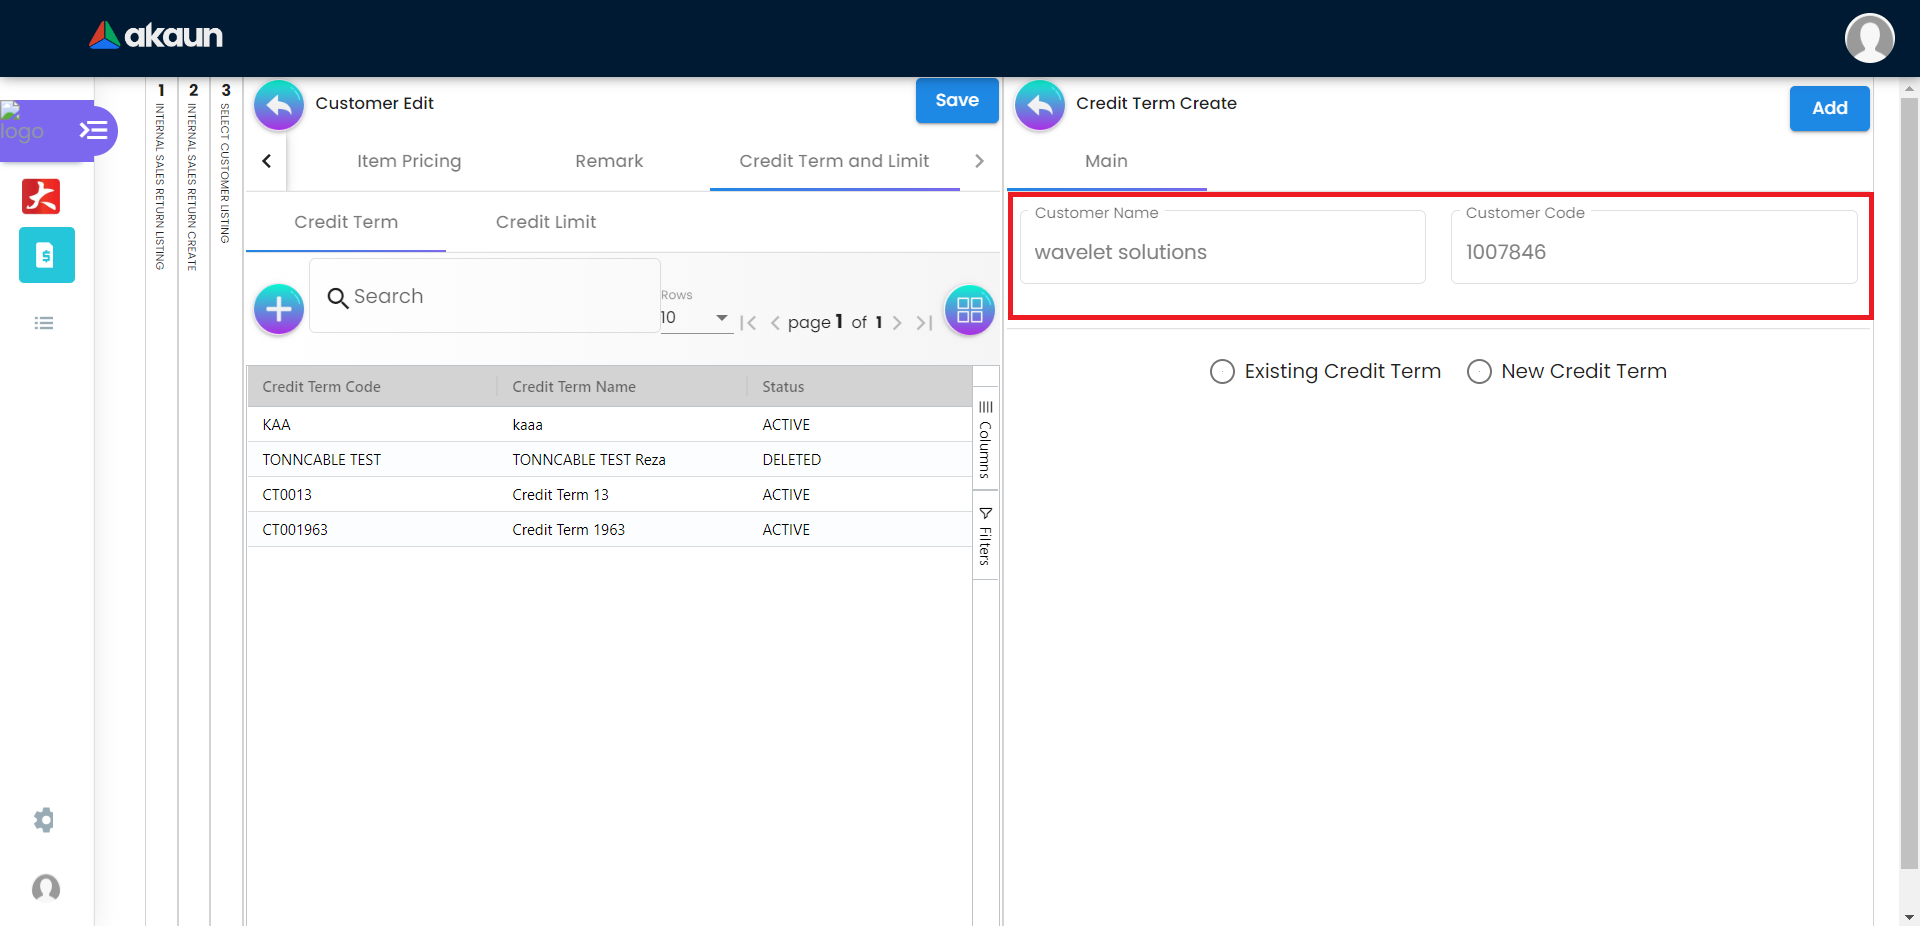 akaun
logo
1 INTERNAL SALES RETURN LISTING
2 INTERNAL SALES RETURN CREATE
3 SELECT CUSTOMER LISTING
Customer Edit
Save
Item Pricing Remark Credit Term and Limit
Credit Term Credit Limit
Search
Rows
10
page 1 of 1
Credit Term Code Credit Term Name Status
KAA kaaa ACTIVE
TONNCABLE TEST TONNCABLE TEST Reza DELETED
CT0013 Credit Term 13 ACTIVE
CT001963 Credit Term 1963 ACTIVE
Columns
Filters
Credit Term Create
Add
Main
Customer Name Customer Code
wavelet solutions 1007846
Existing Credit Term New Credit Term